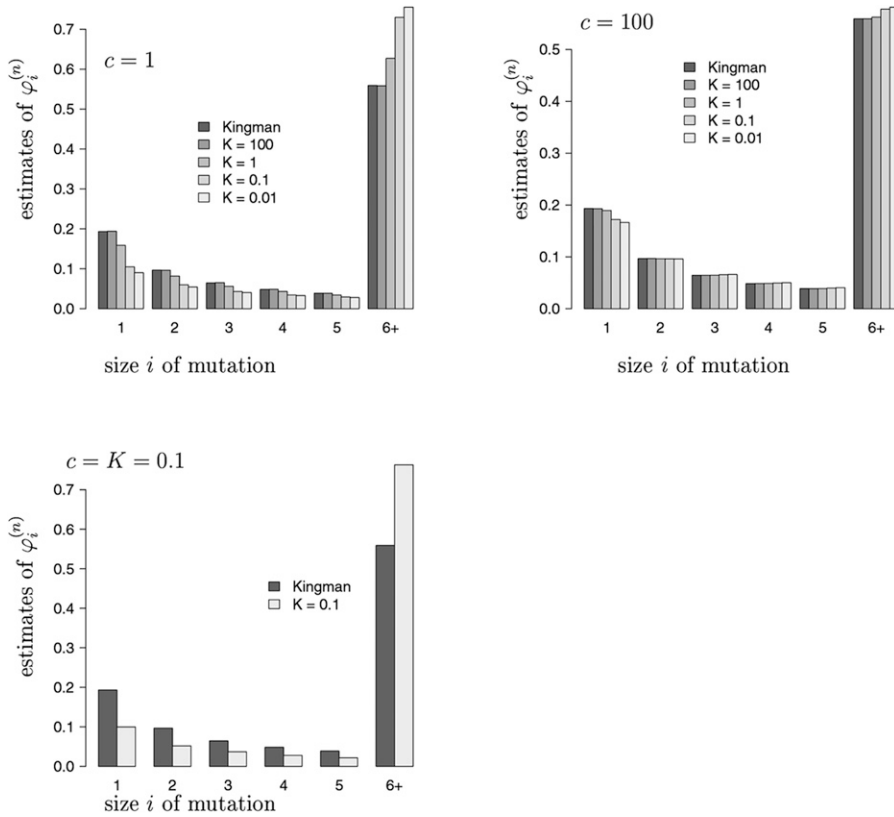 c = 1
estimates of φ_i^(n)
0.7
0.6
0.5
0.4
0.3
0.2
0.1
0.0
Kingman
K = 100
K = 1
K = 0.1
K = 0.01
1 2 3 4 5 6+
size i of mutation
c = 100
estimates of φ_i^(n)
0.5
0.4
0.3
0.2
0.1
0.0
Kingman
K = 100
K = 1
K = 0.1
K = 0.01
1 2 3 4 5 6+
size i of mutation
c = K = 0.1
estimates of φ_i^(n)
0.7
0.6
0.5
0.4
0.3
0.2
0.1
0.0
Kingman
K = 0.1
1 2 3 4 5 6+
size i of mutation